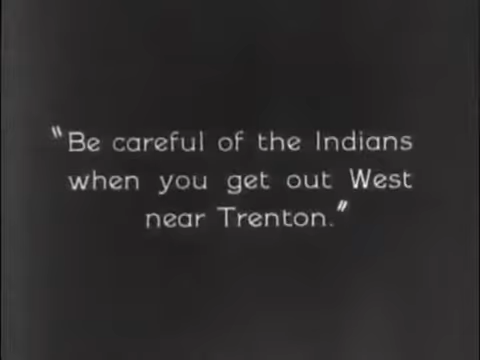 "Be careful of the Indians
when you get out West
near Trenton."